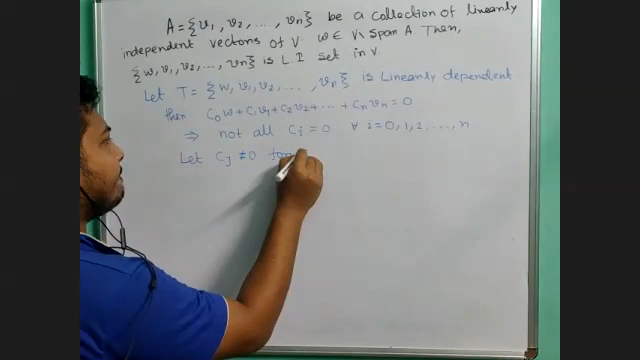 A = {v₁, v₂, ..., vₙ} be a collection of linearly
independent vectors of V. w ∈ V∖span A. Then,
{w, v₁, v₂, ..., vₙ} is L.I set in V.
Let T = {w, v₁, v₂, ..., vₙ} is Linearly dependent
then C₀w + C₁v₁ + C₂v₂ + ... + Cₙvₙ = 0
⇒ not all Cᵢ = 0 ∀ i = 0, 1, 2, ..., n
Let Cⱼ ≠ 0 for